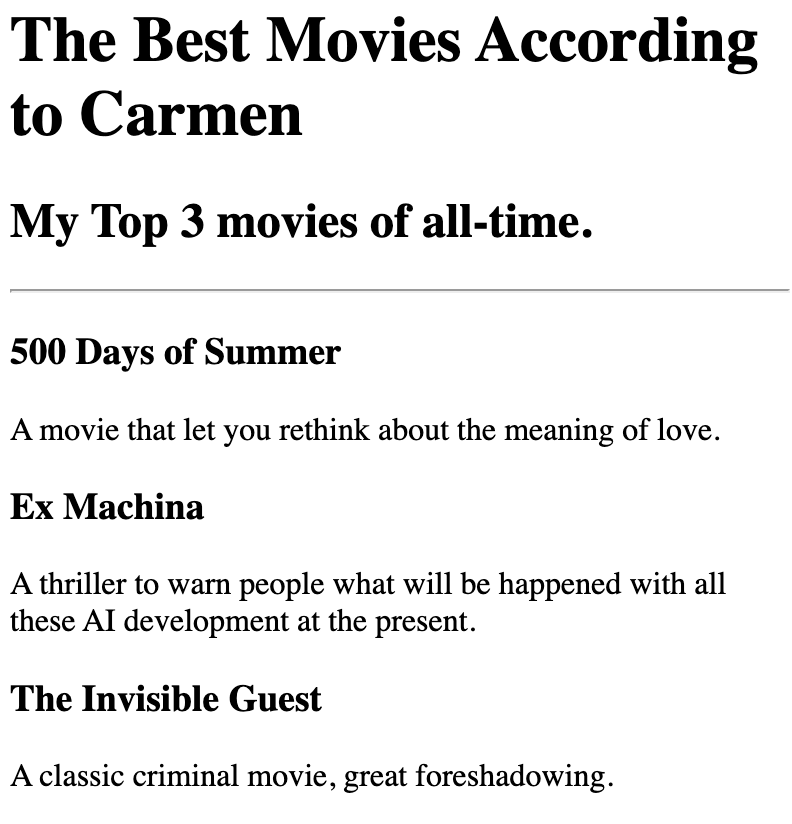 The Best Movies According
to Carmen
My Top 3 movies of all-time.
500 Days of Summer
A movie that let you rethink about the meaning of love.
Ex Machina
A thriller to warn people what will be happened with all
these AI development at the present.
The Invisible Guest
A classic criminal movie, great foreshadowing.